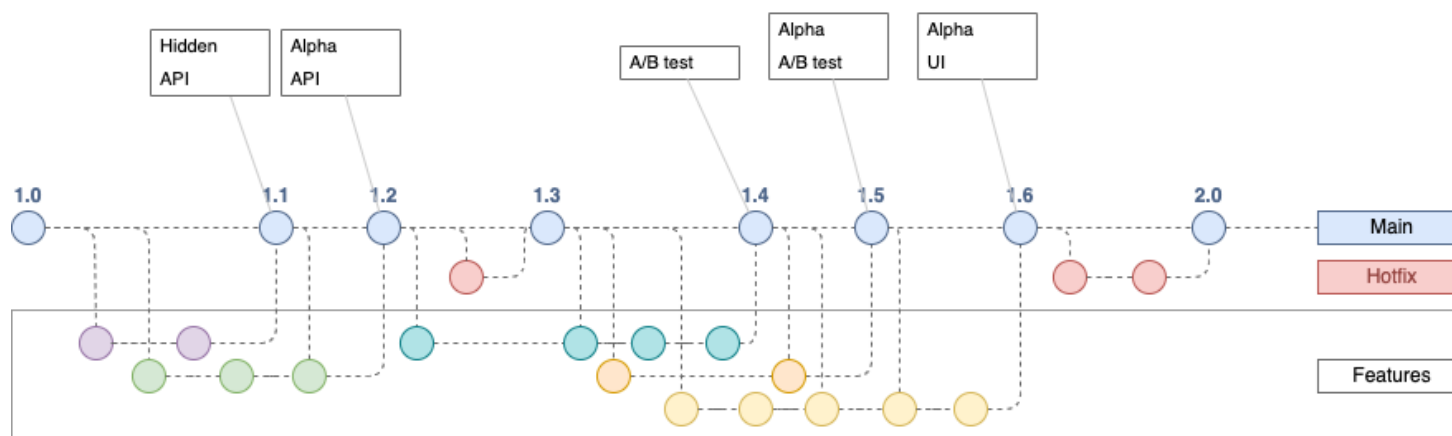 Hidden
API
Alpha
API
A/B test
Alpha
A/B test
Alpha
UI
1.0
1.1
1.2
1.3
1.4
1.5
1.6
2.0
Main
Hotfix
Features